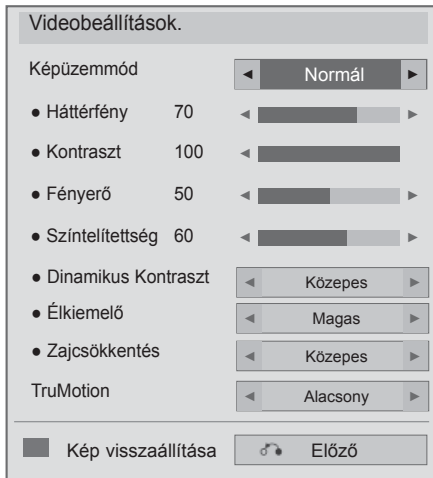 Videobeállítások.
Képüzemmód ◄ Normál ►
● Háttérfény 70 ◄ ►
● Kontraszt 100 ◄
● Fényerő 50 ◄ ►
● Színtelítettség 60 ◄ ►
● Dinamikus Kontraszt ◄ Közepes ►
● Élkiemelő ◄ Magas ►
● Zajcsökkentés ◄ Közepes ►
TruMotion ◄ Alacsony ►
Kép visszaállítása Előző